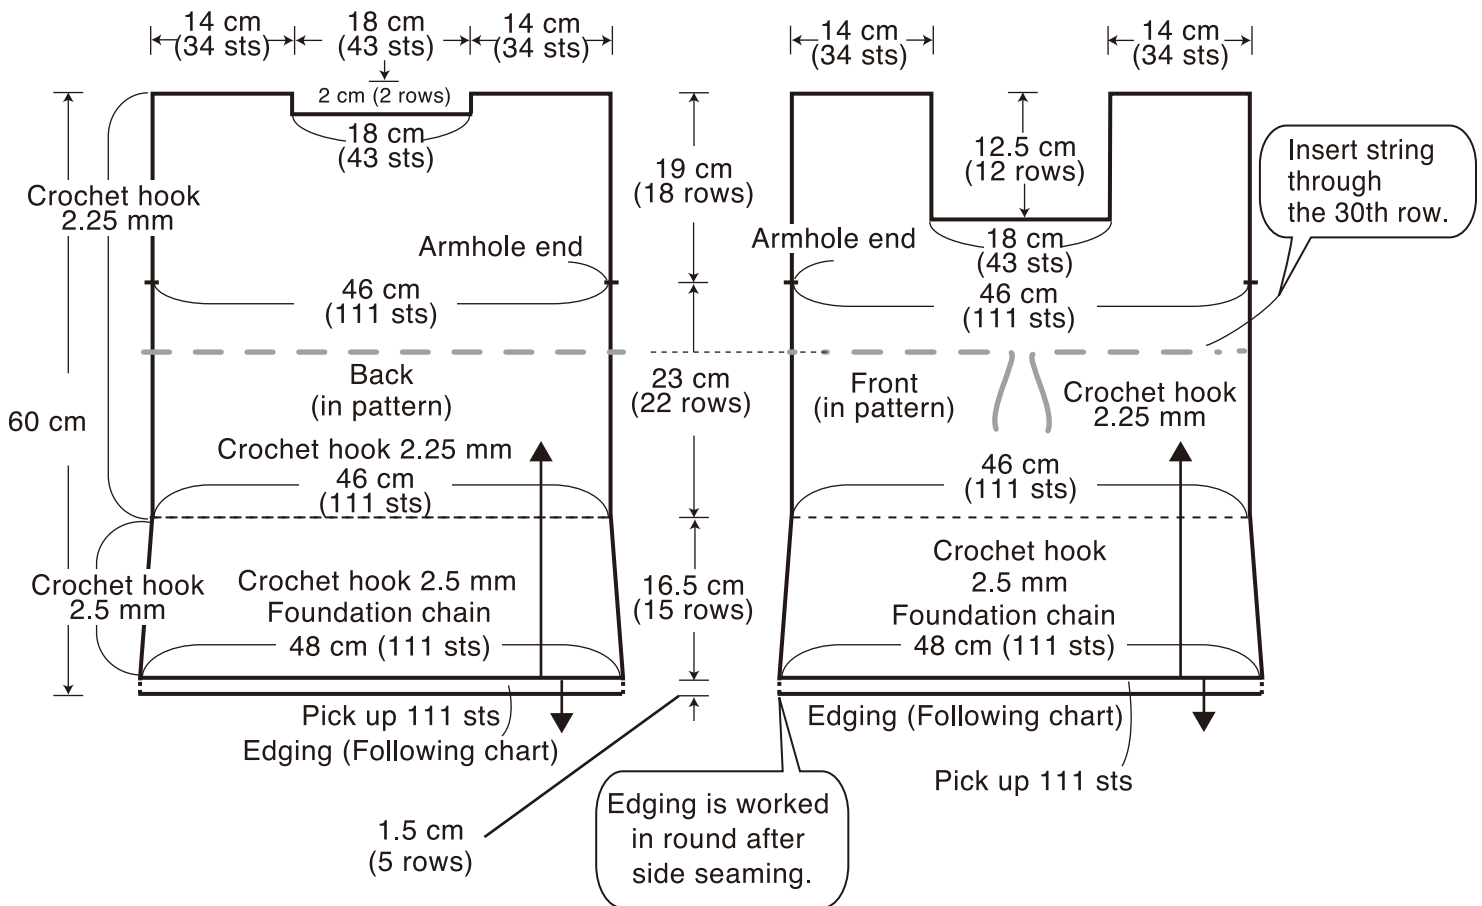 14 cm
(34 sts)
18 cm
(43 sts)
14 cm
(34 sts)
2 cm (2 rows)
18 cm
(43 sts)
Crochet hook
2.25 mm
Armhole end
46 cm
(111 sts)
Back
(in pattern)
60 cm
Crochet hook 2.25 mm
46 cm
(111 sts)
Crochet hook
2.5 mm
Crochet hook 2.5 mm
Foundation chain
48 cm (111 sts)
Pick up 111 sts
Edging (Following chart)
19 cm
(18 rows)
23 cm
(22 rows)
16.5 cm
(15 rows)
1.5 cm
(5 rows)
14 cm
(34 sts)
14 cm
(34 sts)
12.5 cm
(12 rows)
Insert string
through
the 30th row.
Armhole end
18 cm
(43 sts)
46 cm
(111 sts)
Front
(in pattern)
Crochet hook
2.25 mm
46 cm
(111 sts)
Crochet hook
2.5 mm
Foundation chain
48 cm (111 sts)
Edging (Following chart)
Pick up 111 sts
Edging is worked
in round after
side seaming.